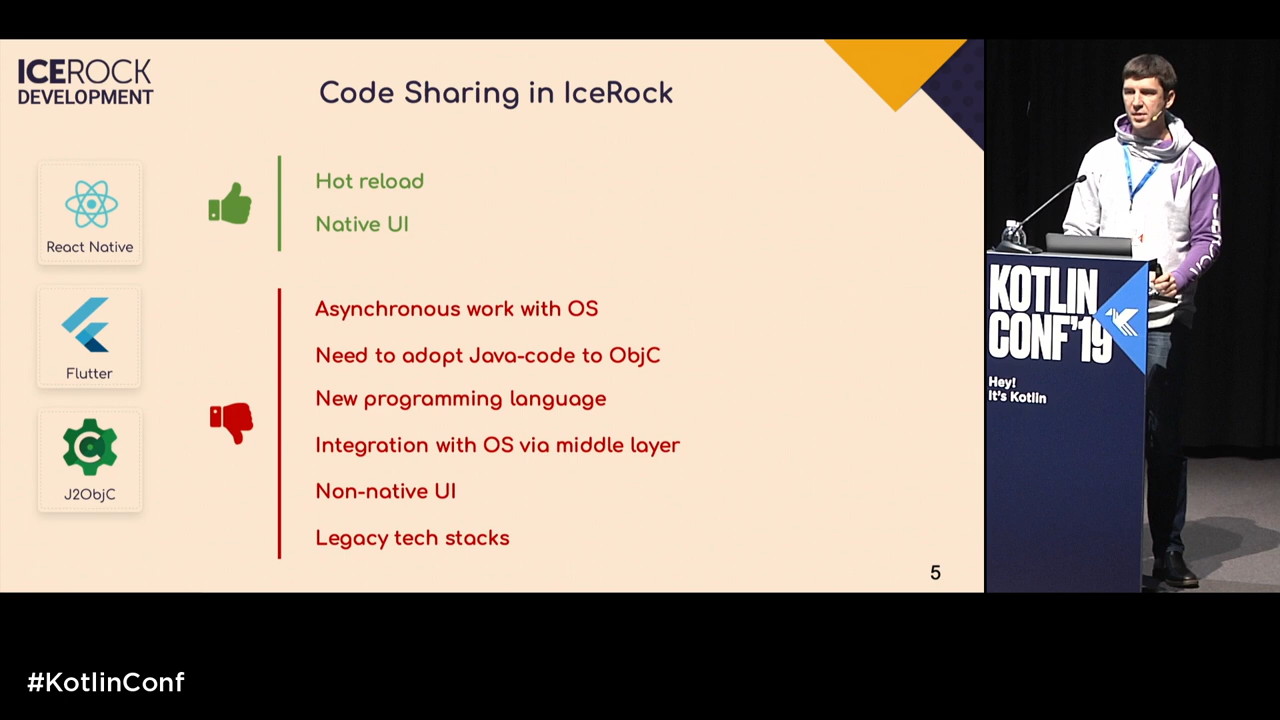 ICEROCK
DEVELOPMENT
Code Sharing in IceRock
React Native
Flutter
J2ObjC
Hot reload
Native UI
Asynchronous work with OS
Need to adopt Java-code to ObjC
New programming language
Integration with OS via middle layer
Non-native UI
Legacy tech stacks
5
KOTLIN
CONF'19
Hey!
It's Kotlin
#KotlinConf